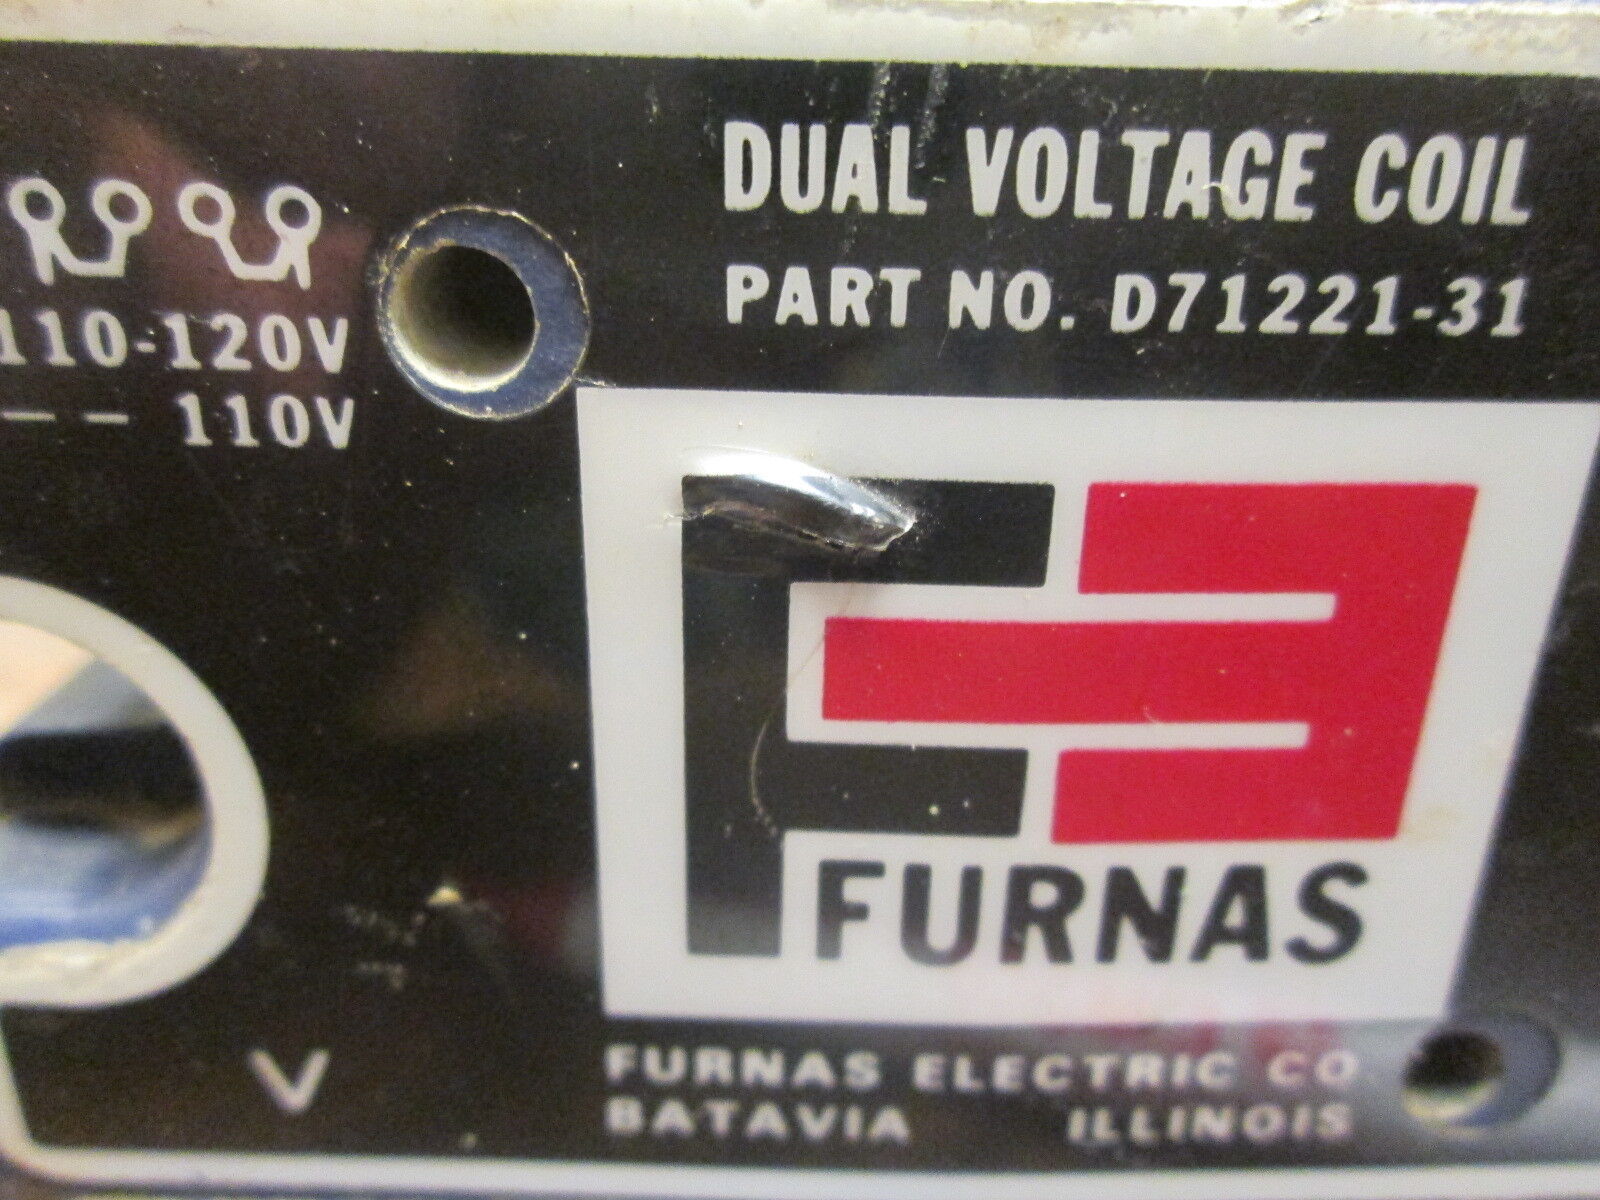 DUAL VOLTAGE COIL
PART NO. D71221-31
110-120V
-- 110V
FURNAS
FURNAS ELECTRIC CO
BATAVIA ILLINOIS
V